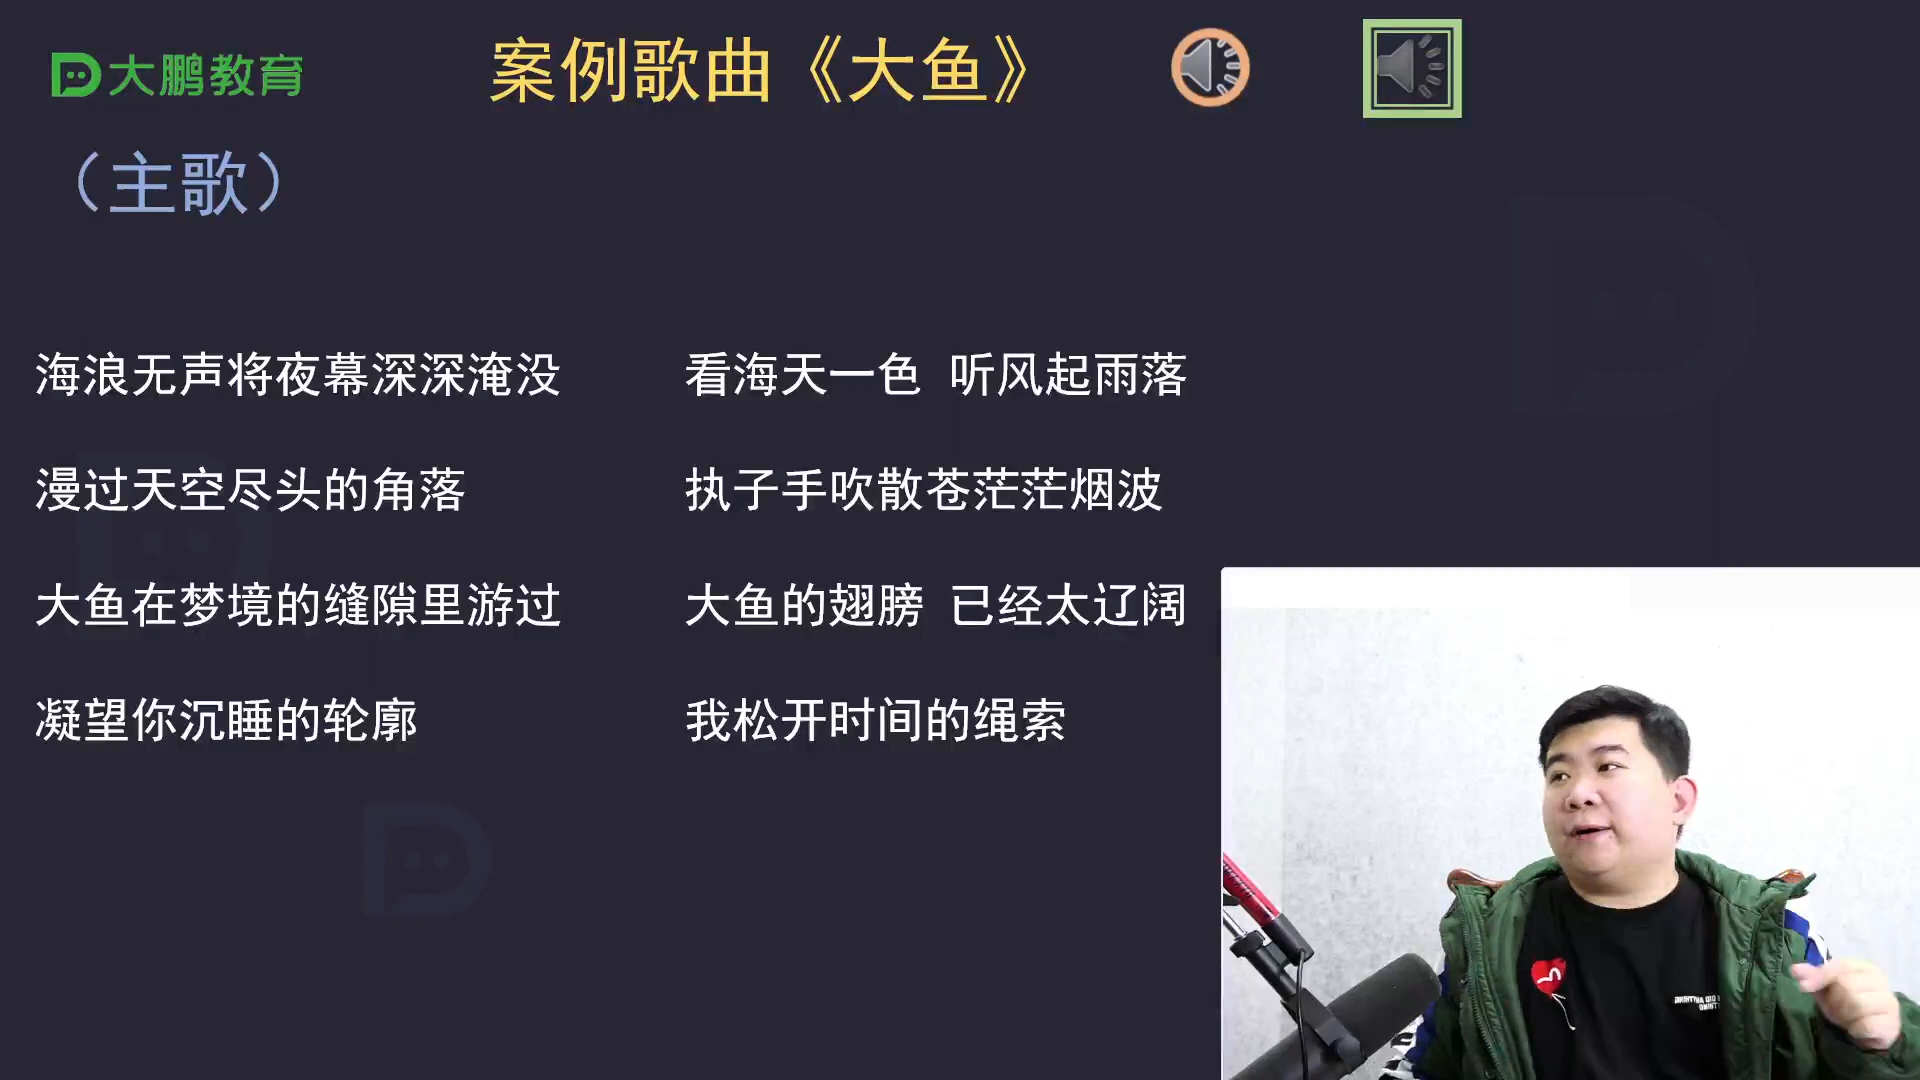 大鹏教育
案例歌曲《大鱼》
（主歌）
海浪无声将夜幕深深淹没
漫过天空尽头的角落
大鱼在梦境的缝隙里游过
凝望你沉睡的轮廓
看海天一色 听风起雨落
执子手吹散苍茫茫烟波
大鱼的翅膀 已经太辽阔
我松开时间的绳索